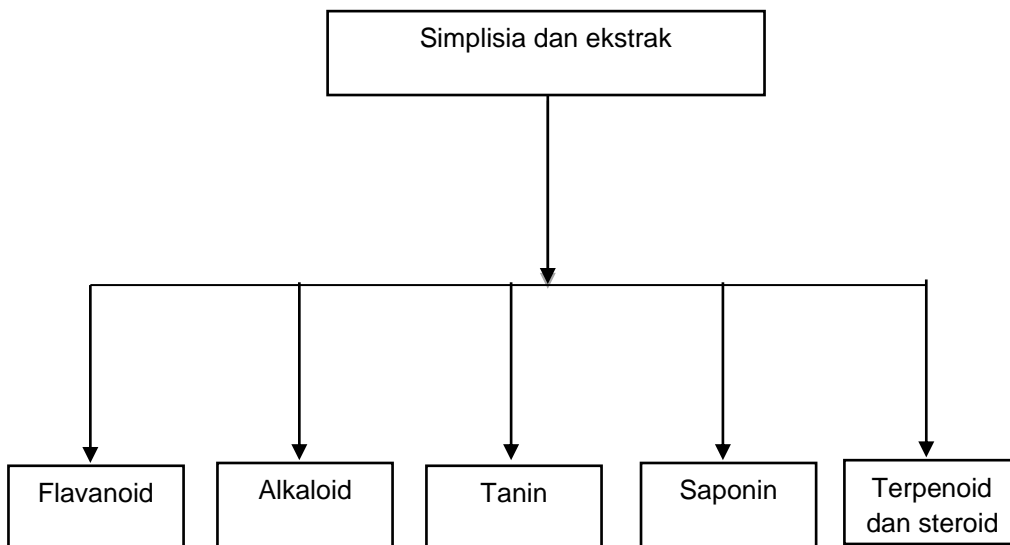 Simplisia dan ekstrak
Flavanoid
Alkaloid
Tanin
Saponin
Terpenoid
dan steroid